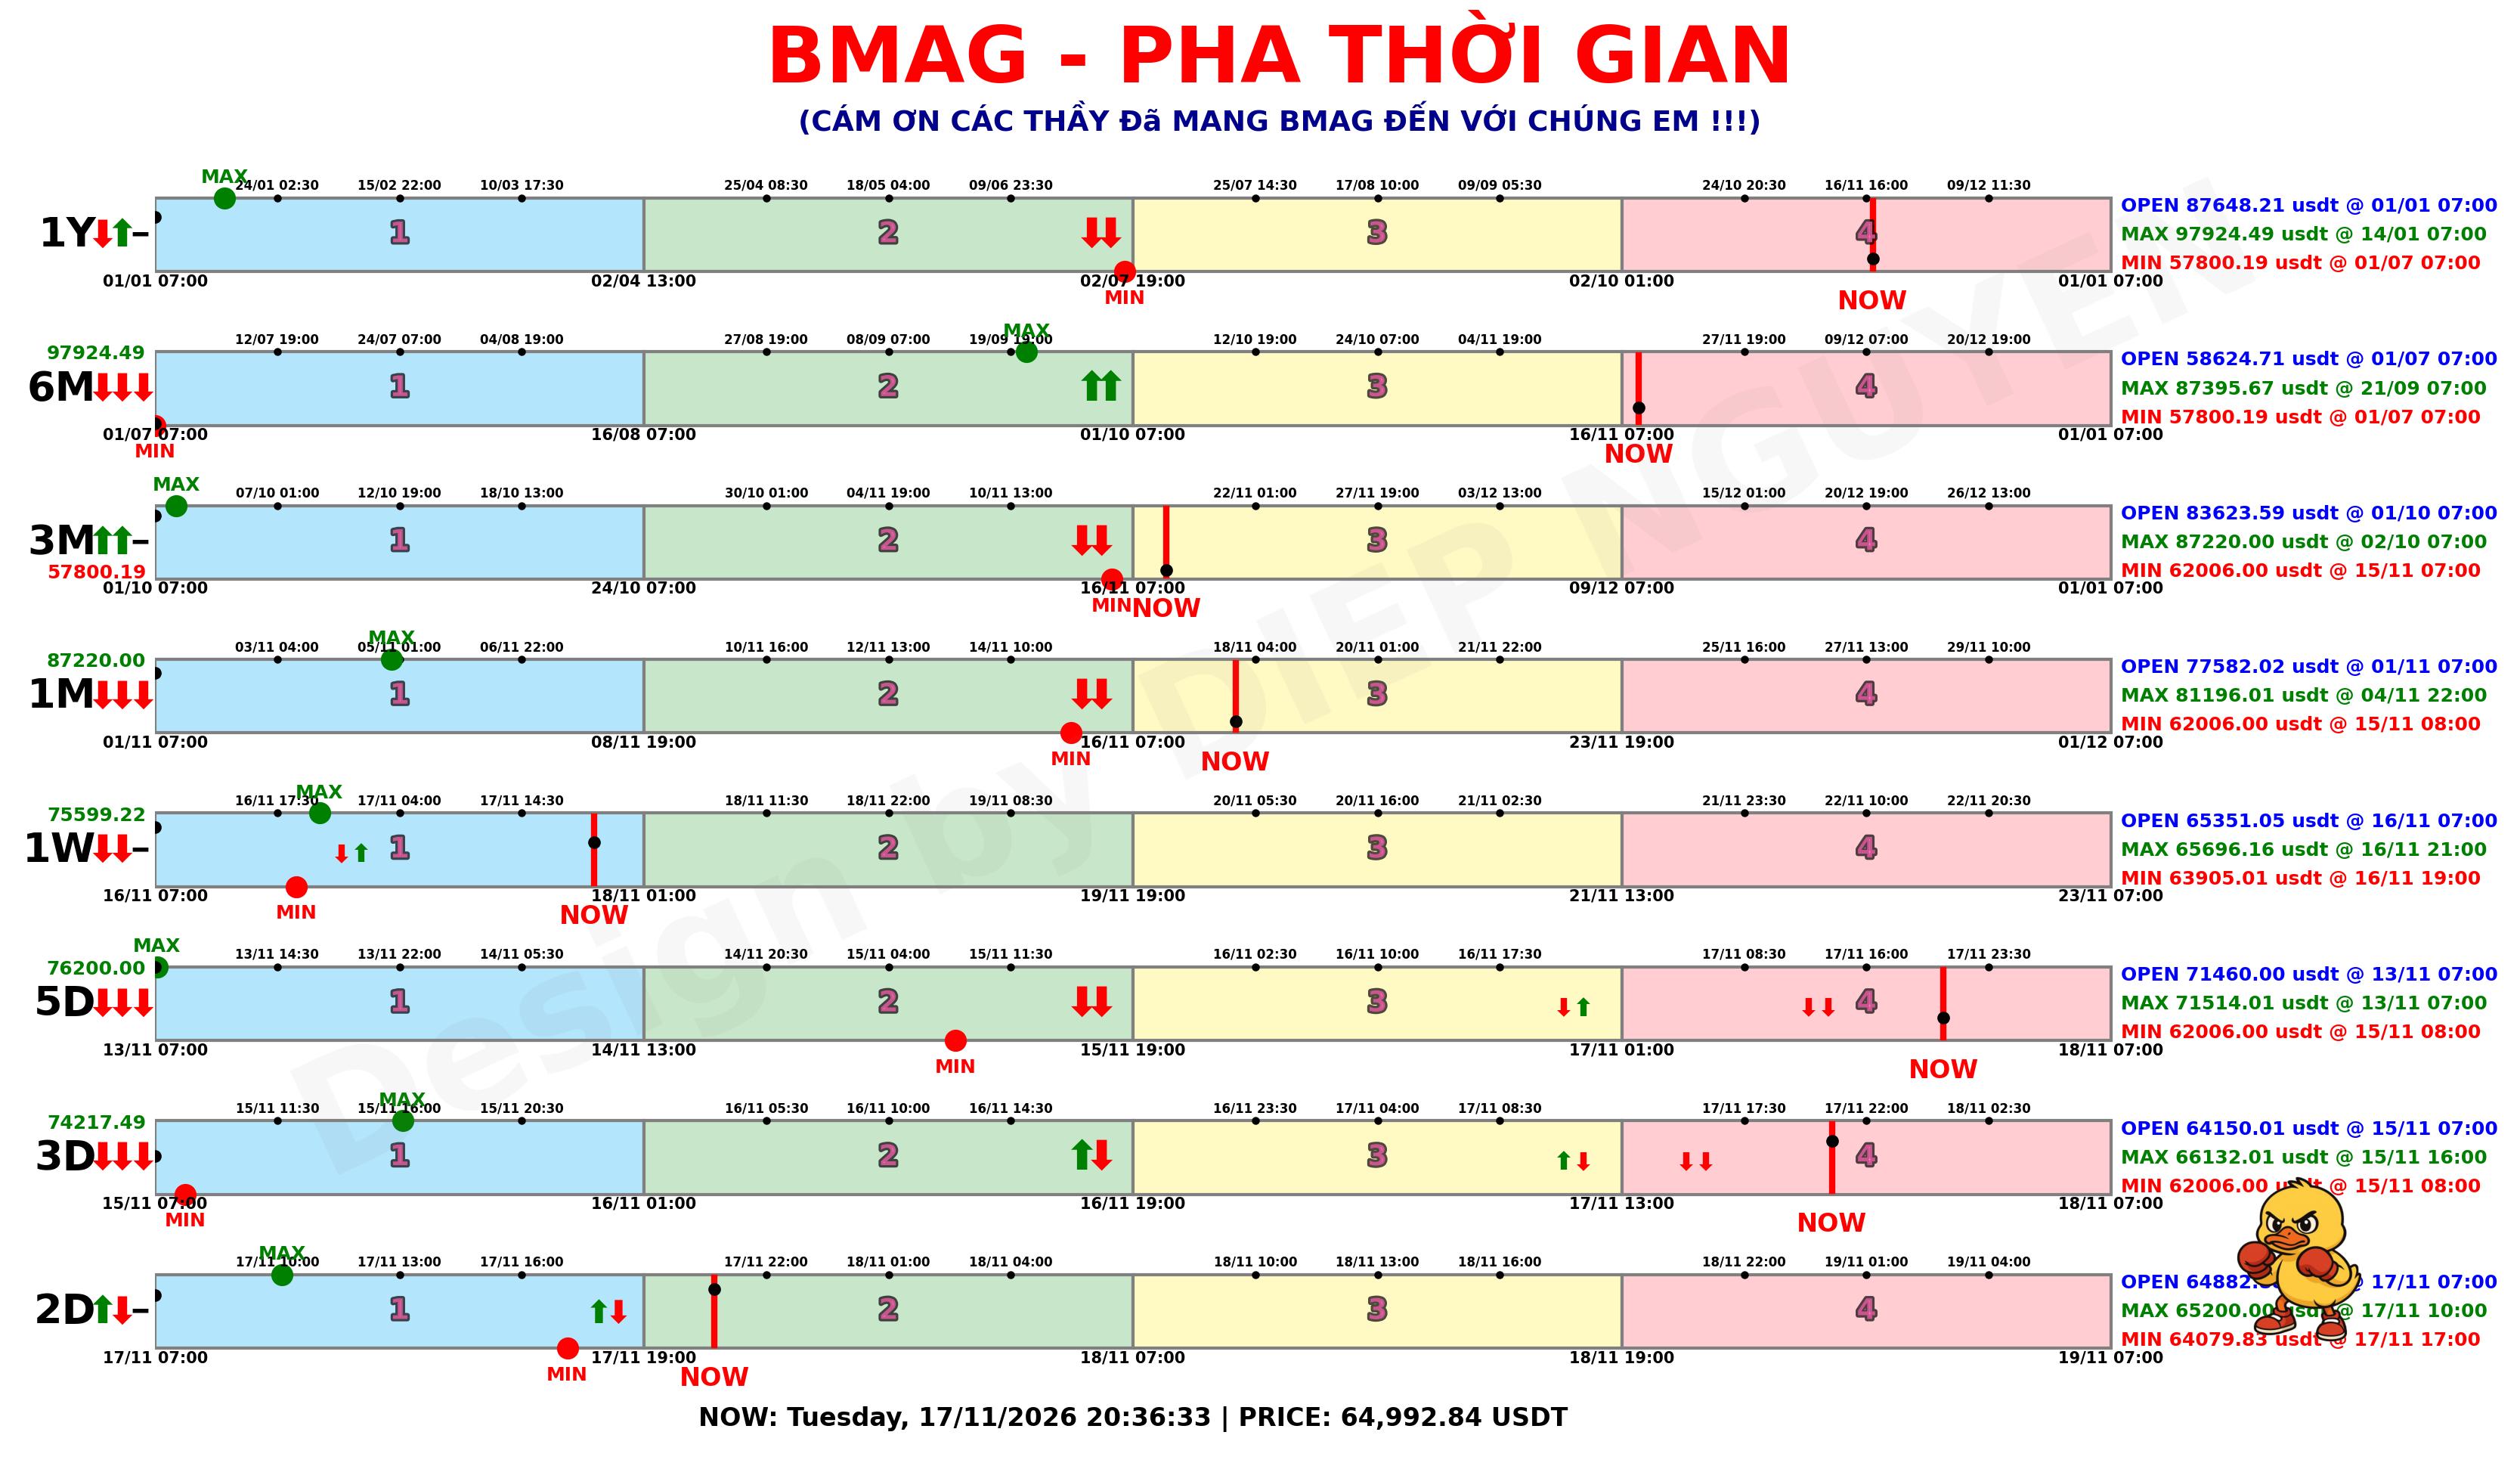 BMAG - PHA THỜI GIAN
(CÁM ƠN CÁC THẦY Đã MANG BMAG ĐẾN VỚI CHÚNG EM !!!)
MAX
24/01 02:30 15/02 22:00 10/03 17:30 25/04 08:30 18/05 04:00 09/06 23:30 25/07 14:30 17/08 10:00 09/09 05:30 24/10 20:30 16/11 16:00 09/12 11:30
OPEN 87648.21 usdt @ 01/01 07:00
1Y 1 2 3 4 MAX 97924.49 usdt @ 14/01 07:00
MIN 57800.19 usdt @ 01/07 07:00
01/01 07:00 02/04 13:00 02/07 19:00 02/10 01:00 01/01 07:00
MIN NOW
MAX
12/07 19:00 24/07 07:00 04/08 19:00 27/08 19:00 08/09 07:00 19/09 19:00 12/10 19:00 24/10 07:00 04/11 19:00 27/11 19:00 09/12 07:00 20/12 19:00
97924.49 OPEN 58624.71 usdt @ 01/07 07:00
6M 1 2 3 4 MAX 87395.67 usdt @ 21/09 07:00
MIN 57800.19 usdt @ 01/07 07:00
01/07 07:00 16/08 07:00 01/10 07:00 16/11 07:00 01/01 07:00
MIN NOW
MAX
07/10 01:00 12/10 19:00 18/10 13:00 30/10 01:00 04/11 19:00 10/11 13:00 22/11 01:00 27/11 19:00 03/12 13:00 15/12 01:00 20/12 19:00 26/12 13:00
OPEN 83623.59 usdt @ 01/10 07:00
3M 1 2 3 4 MAX 87220.00 usdt @ 02/10 07:00
57800.19 MIN 62006.00 usdt @ 15/11 07:00
01/10 07:00 24/10 07:00 16/11 07:00 09/12 07:00 01/01 07:00
MIN NOW
MAX
03/11 04:00 05/11 01:00 06/11 22:00 10/11 16:00 12/11 13:00 14/11 10:00 18/11 04:00 20/11 01:00 21/11 22:00 25/11 16:00 27/11 13:00 29/11 10:00
87220.00 OPEN 77582.02 usdt @ 01/11 07:00
1M 1 2 3 4 MAX 81196.01 usdt @ 04/11 22:00
MIN 62006.00 usdt @ 15/11 08:00
01/11 07:00 08/11 19:00 16/11 07:00 23/11 19:00 01/12 07:00
MIN NOW
MAX
16/11 17:30 17/11 04:00 17/11 14:30 18/11 11:30 18/11 22:00 19/11 08:30 20/11 05:30 20/11 16:00 21/11 02:30 21/11 23:30 22/11 10:00 22/11 20:30
75599.22 OPEN 65351.05 usdt @ 16/11 07:00
1W 1 2 3 4 MAX 65696.16 usdt @ 16/11 21:00
MIN 63905.01 usdt @ 16/11 19:00
16/11 07:00 18/11 01:00 19/11 19:00 21/11 13:00 23/11 07:00
MIN NOW
MAX
13/11 14:30 13/11 22:00 14/11 05:30 14/11 20:30 15/11 04:00 15/11 11:30 16/11 02:30 16/11 10:00 16/11 17:30 17/11 08:30 17/11 16:00 17/11 23:30
76200.00 OPEN 71460.00 usdt @ 13/11 07:00
5D 1 2 3 4 MAX 71514.01 usdt @ 13/11 07:00
MIN 62006.00 usdt @ 15/11 08:00
13/11 07:00 14/11 13:00 15/11 19:00 17/11 01:00 18/11 07:00
MIN NOW
MAX
15/11 11:30 15/11 16:00 15/11 20:30 16/11 05:30 16/11 10:00 16/11 14:30 16/11 23:30 17/11 04:00 17/11 08:30 17/11 17:30 17/11 22:00 18/11 02:30
74217.49 OPEN 64150.01 usdt @ 15/11 07:00
3D 1 2 3 4 MAX 66132.01 usdt @ 15/11 16:00
MIN 62006.00 usdt @ 15/11 08:00
15/11 07:00 16/11 01:00 16/11 19:00 17/11 13:00 18/11 07:00
MIN NOW
MAX
17/11 10:00 17/11 13:00 17/11 16:00 17/11 22:00 18/11 01:00 18/11 04:00 18/11 10:00 18/11 13:00 18/11 16:00 18/11 22:00 19/11 01:00 19/11 04:00
OPEN @ 17/11 07:00
2D 1 2 3 4 MAX 65200.00 usdt @ 17/11 10:00
MIN 64079.83 usdt @ 17/11 17:00
17/11 07:00 17/11 19:00 18/11 07:00 18/11 19:00 19/11 07:00
MIN NOW
NOW: Tuesday, 17/11/2026 20:36:33 | PRICE: 64,992.84 USDT
Design by DIEP NGUYEN